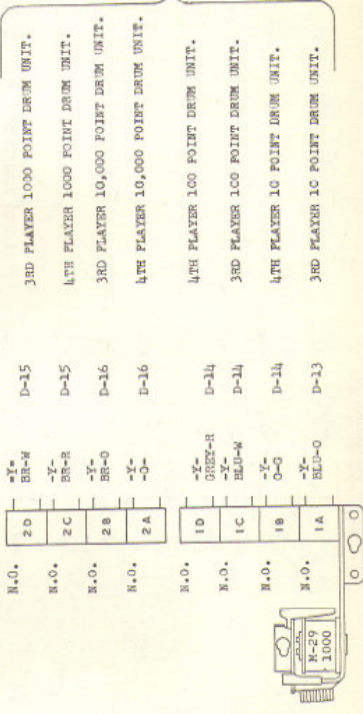 N.O. 2D -Y- BR-W D-15 3RD PLAYER 1000 POINT DRUM UNIT.
N.O. 2C -Y- BR-R D-15 4TH PLAYER 1000 POINT DRUM UNIT.
N.O. 2B -Y- BR-O D-16 3RD PLAYER 10,000 POINT DRUM UNIT.
N.O. 2A -Y- -O- D-16 4TH PLAYER 10,000 POINT DRUM UNIT.
N.O. 1D -Y- GREY-R D-14 4TH PLAYER 100 POINT DRUM UNIT.
N.O. 1C -Y- BLU-W D-14 3RD PLAYER 100 POINT DRUM UNIT.
N.O. 1B -Y- O-G D-14 4TH PLAYER 10 POINT DRUM UNIT.
N.O. 1A -Y- BLU-O D-13 3RD PLAYER 10 POINT DRUM UNIT.
M-29
1000